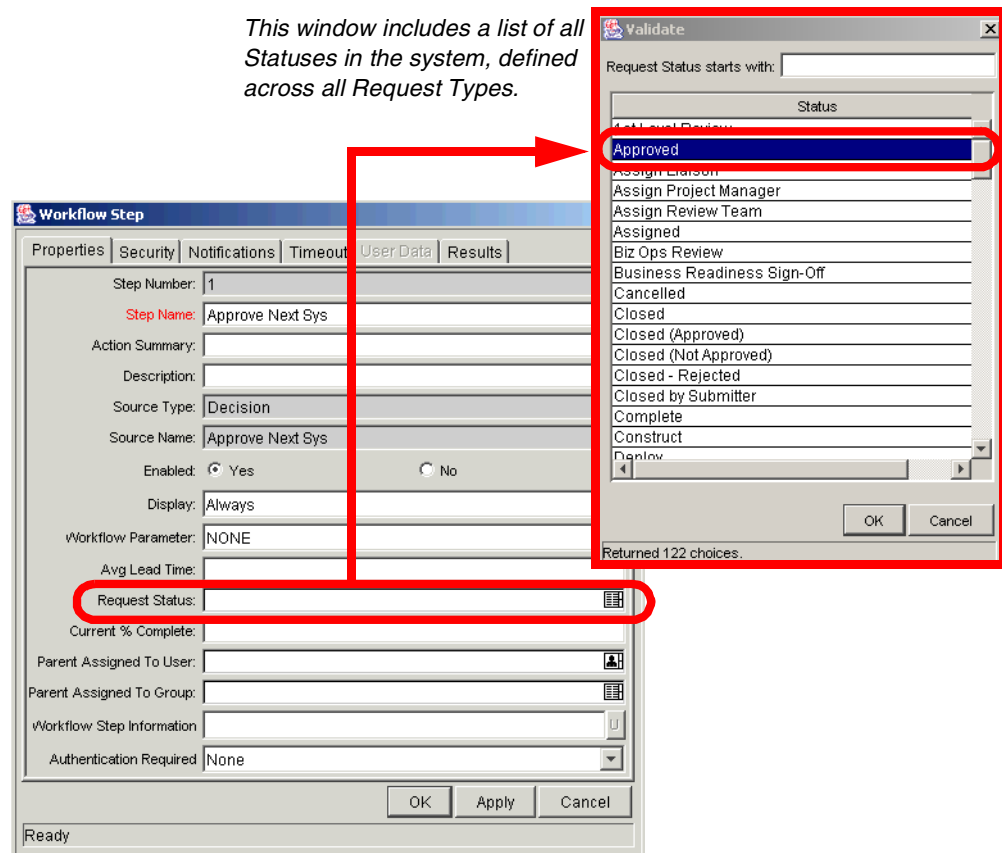 This window includes a list of all
Statuses in the system, defined
across all Request Types.
Validate
Request Status starts with:
Status
1st Level Review
Approved
Assign Liaison
Assign Project Manager
Assign Review Team
Assigned
Biz Ops Review
Business Readiness Sign-Off
Cancelled
Closed
Closed (Approved)
Closed (Not Approved)
Closed - Rejected
Closed by Submitter
Complete
Construct
Deploy
OK Cancel
Returned 122 choices.
Workflow Step
Properties Security Notifications Timeout User Data Results
Step Number: 1
Step Name: Approve Next Sys
Action Summary:
Description:
Source Type: Decision
Source Name: Approve Next Sys
Enabled: Yes No
Display: Always
Workflow Parameter: NONE
Avg Lead Time:
Request Status:
Current % Complete:
Parent Assigned To User:
Parent Assigned To Group:
Workflow Step Information U
Authentication Required None
OK Apply Cancel
Ready